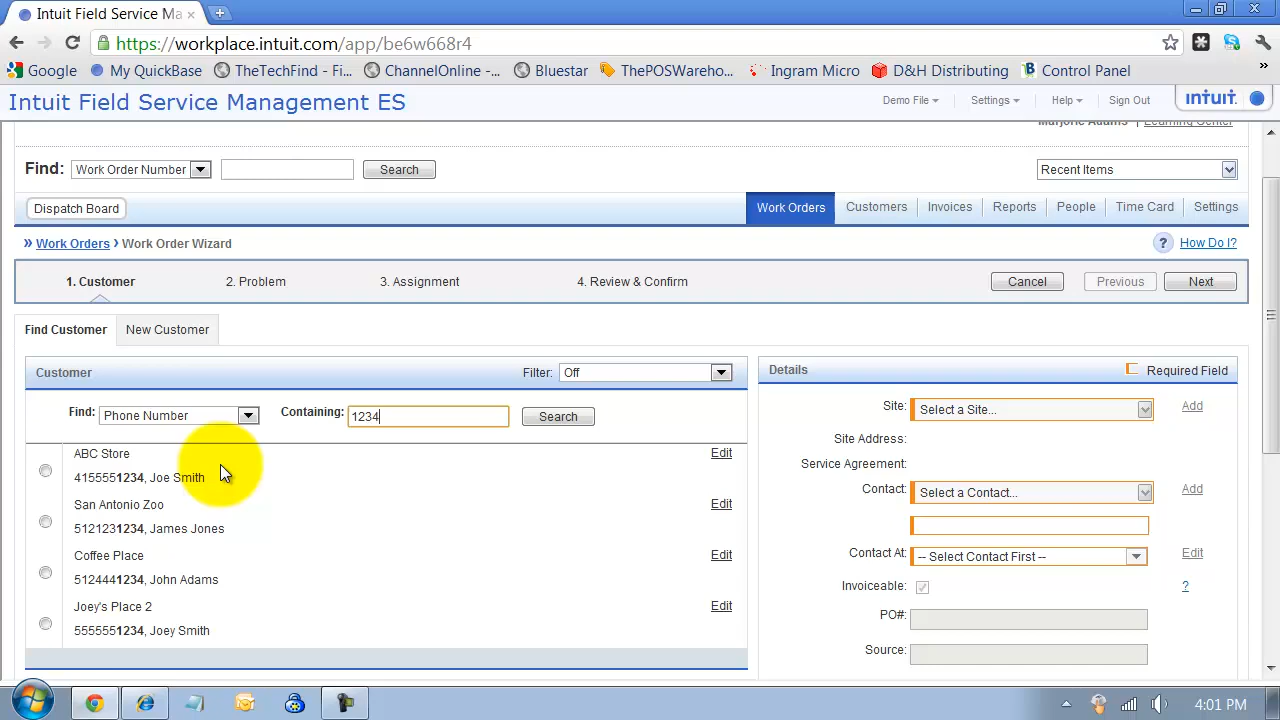 Intuit Field Service Ma
https://workplace.intuit.com/app/be6w668r4
Google My QuickBase TheTechFind - Fi... ChannelOnline -... Bluestar ThePOSWareho... Ingram Micro D&H Distributing Control Panel »
Intuit Field Service Management ES
Demo File Settings Help Sign Out intuit.
Marjorie Adams | Learning Center
Find: Work Order Number Search Recent Items
Dispatch Board Work Orders Customers Invoices Reports People Time Card Settings
» Work Orders › Work Order Wizard ? How Do I?
1. Customer 2. Problem 3. Assignment 4. Review & Confirm Cancel Previous Next
Find Customer New Customer
Customer Filter: Off
Find: Phone Number Containing: 1234 Search
ABC Store Edit
4155551234, Joe Smith
San Antonio Zoo Edit
5121231234, James Jones
Coffee Place Edit
5124441234, John Adams
Joey's Place 2 Edit
5555551234, Joey Smith
Details Required Field
Site: Select a Site... Add
Site Address:
Service Agreement:
Contact: Select a Contact... Add
Contact At: -- Select Contact First -- Edit
Invoiceable: ?
PO#:
Source:
4:01 PM